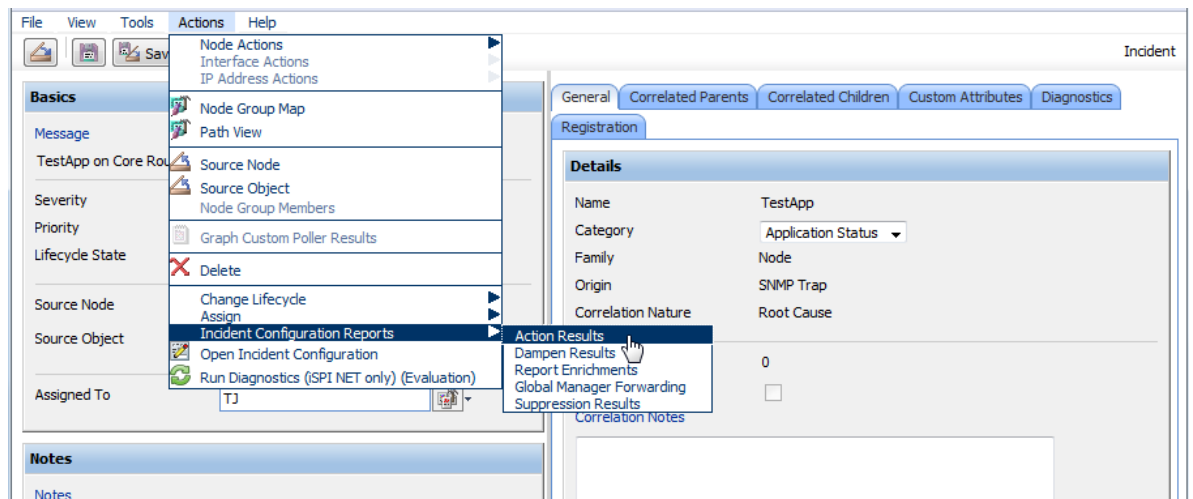 File View Tools Actions Help
Sav
Incident
Node Actions
Interface Actions
IP Address Actions
Node Group Map
Path View
Source Node
Source Object
Node Group Members
Graph Custom Poller Results
Delete
Change Lifecycle
Assign
Incident Configuration Reports
Open Incident Configuration
Run Diagnostics (iSPI NET only) (Evaluation)
Action Results
Dampen Results
Report Enrichments
Global Manager Forwarding
Suppression Results
Basics
Message
TestApp on Core Rou
Severity
Priority
Lifecycle State
Source Node
Source Object
Assigned To
TJ
Notes
Notes
General Correlated Parents Correlated Children Custom Attributes Diagnostics
Registration
Details
Name TestApp
Category Application Status
Family Node
Origin SNMP Trap
Correlation Nature Root Cause
0
Correlation Notes